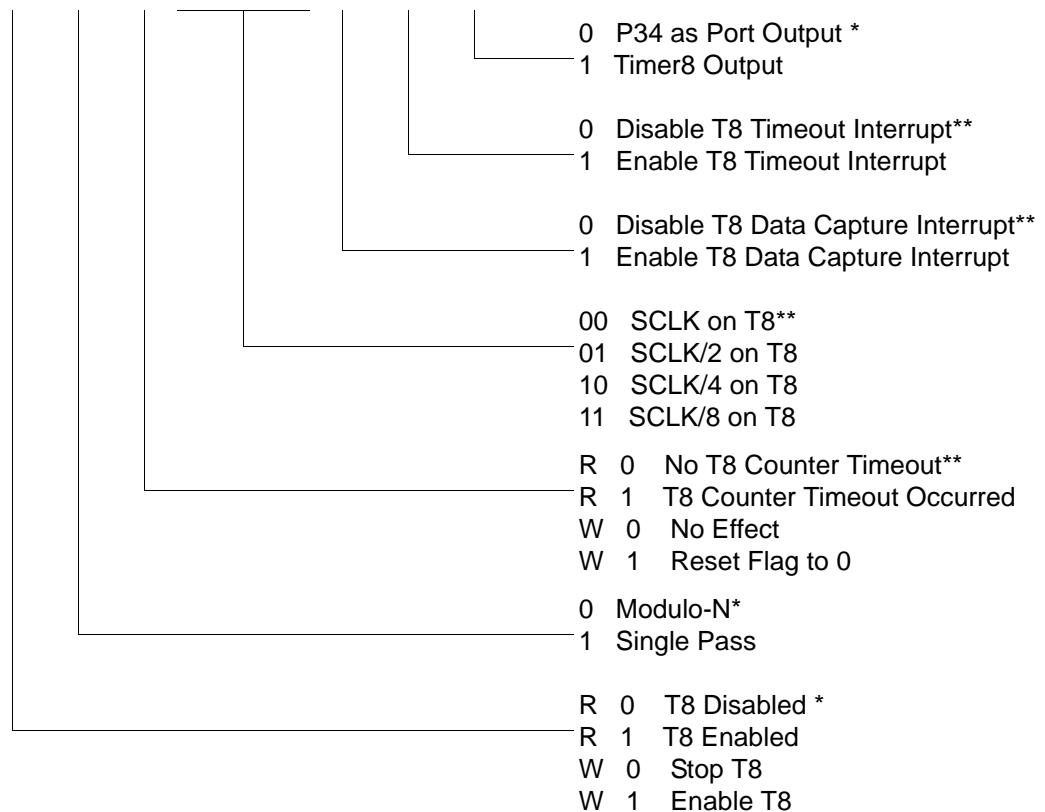 0 P34 as Port Output *
1 Timer8 Output
0 Disable T8 Timeout Interrupt**
1 Enable T8 Timeout Interrupt
0 Disable T8 Data Capture Interrupt**
1 Enable T8 Data Capture Interrupt
00 SCLK on T8**
01 SCLK/2 on T8
10 SCLK/4 on T8
11 SCLK/8 on T8
R 0 No T8 Counter Timeout**
R 1 T8 Counter Timeout Occurred
W 0 No Effect
W 1 Reset Flag to 0
0 Modulo-N*
1 Single Pass
R 0 T8 Disabled *
R 1 T8 Enabled
W 0 Stop T8
W 1 Enable T8